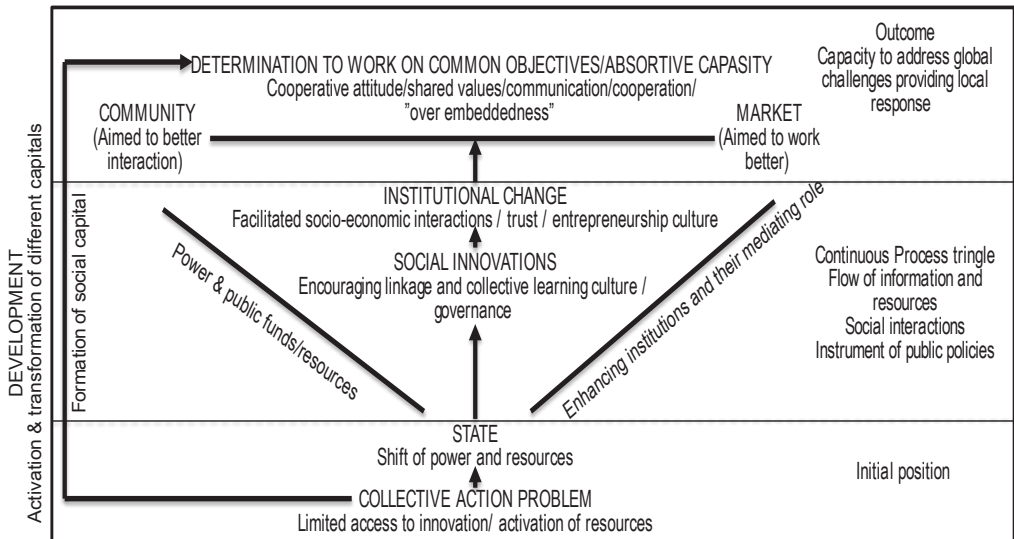 Outcome
Capacity to address global
challenges providing local
response
DETERMINATION TO WORK ON COMMON OBJECTIVES/ABSORTIVE CAPASITY
Cooperative attitude/shared values/communication/cooperation/
"over embeddedness"
COMMUNITY
(Aimed to better
interaction)
MARKET
(Aimed to work
better)
INSTITUTIONAL CHANGE
Facilitated socio-economic interactions / trust / entrepreneurship culture
SOCIAL INNOVATIONS
Encouraging linkage and collective learning culture /
governance
Power & public funds/resources
Enhancing institutions and their mediating role
Continuous Process tringle
Flow of information and
resources
Social interactions
Instrument of public policies
STATE
Shift of power and resources
COLLECTIVE ACTION PROBLEM
Limited access to innovation/ activation of resources
Initial position
DEVELOPMENT
Activation & transformation of different capitals
Formation of social capital